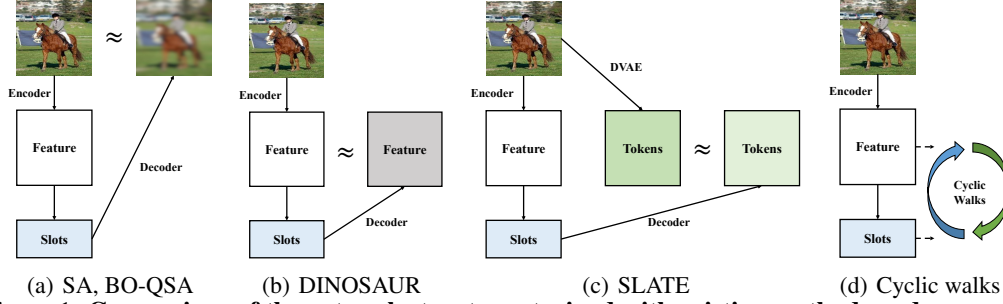 ≈
Encoder
Feature
Decoder
Slots
(a) SA, BO-QSA
Encoder
Feature
≈
Feature
Decoder
Slots
(b) DINOSAUR
DVAE
Encoder
Feature
Tokens
≈
Tokens
Decoder
Slots
(c) SLATE
Encoder
Feature
Cyclic
Walks
Slots
(d) Cyclic walks